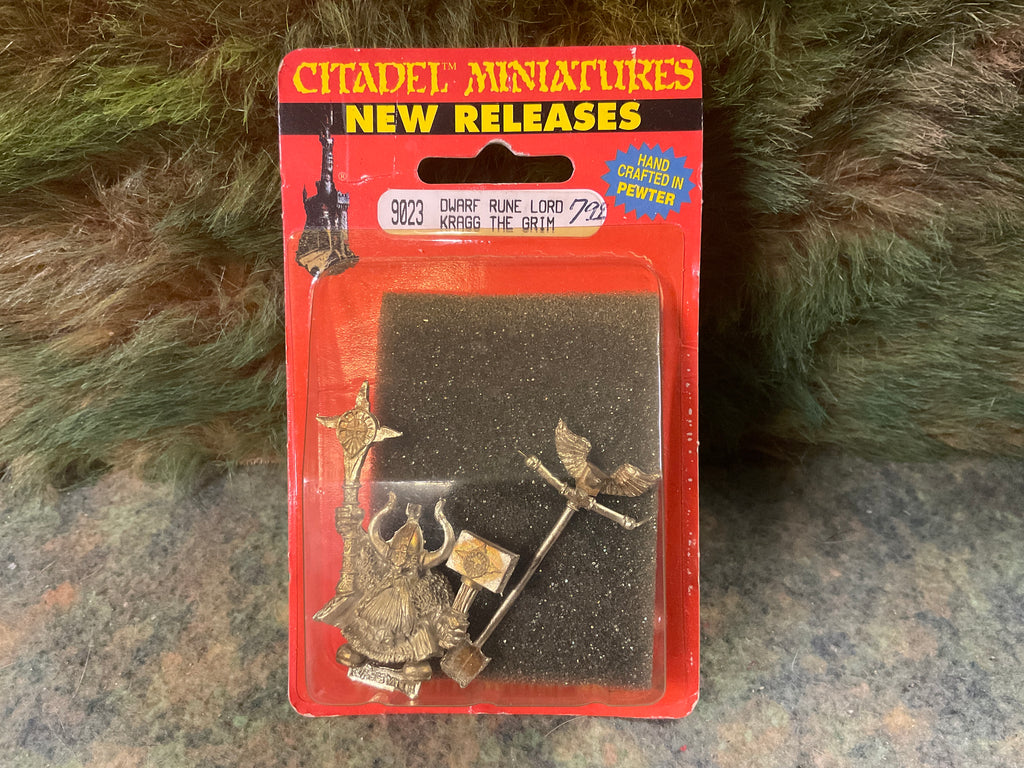 CITADEL™ MINIATURES
NEW RELEASES
HAND
CRAFTED IN
PEWTER
®
9023 DWARF RUNE LORD
KRAGG THE GRIM